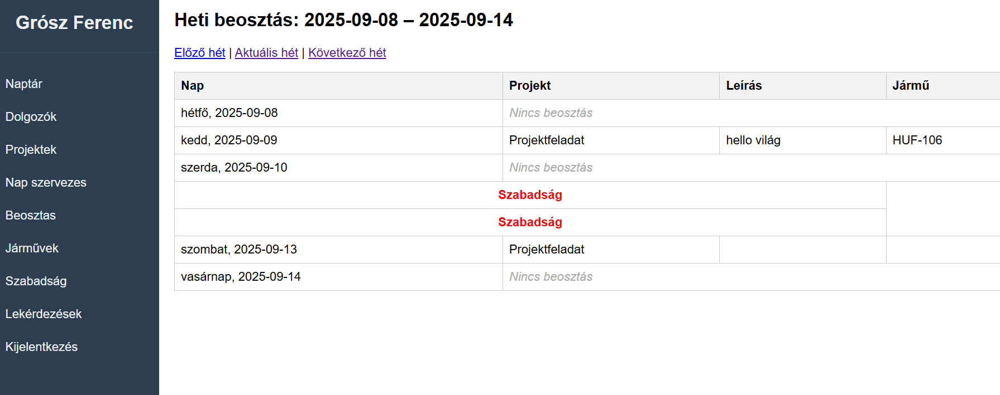 Grósz Ferenc
Naptár
Dolgozók
Projektek
Nap szervezes
Beosztas
Járművek
Szabadság
Lekérdezések
Kijelentkezés
Heti beosztás: 2025-09-08 – 2025-09-14
Előző hét | Aktuális hét | Következő hét
Nap Projekt Leírás Jármű
hétfő, 2025-09-08 Nincs beosztás
kedd, 2025-09-09 Projektfeladat hello világ HUF-106
szerda, 2025-09-10 Nincs beosztás
Szabadság
Szabadság
szombat, 2025-09-13 Projektfeladat
vasárnap, 2025-09-14 Nincs beosztás